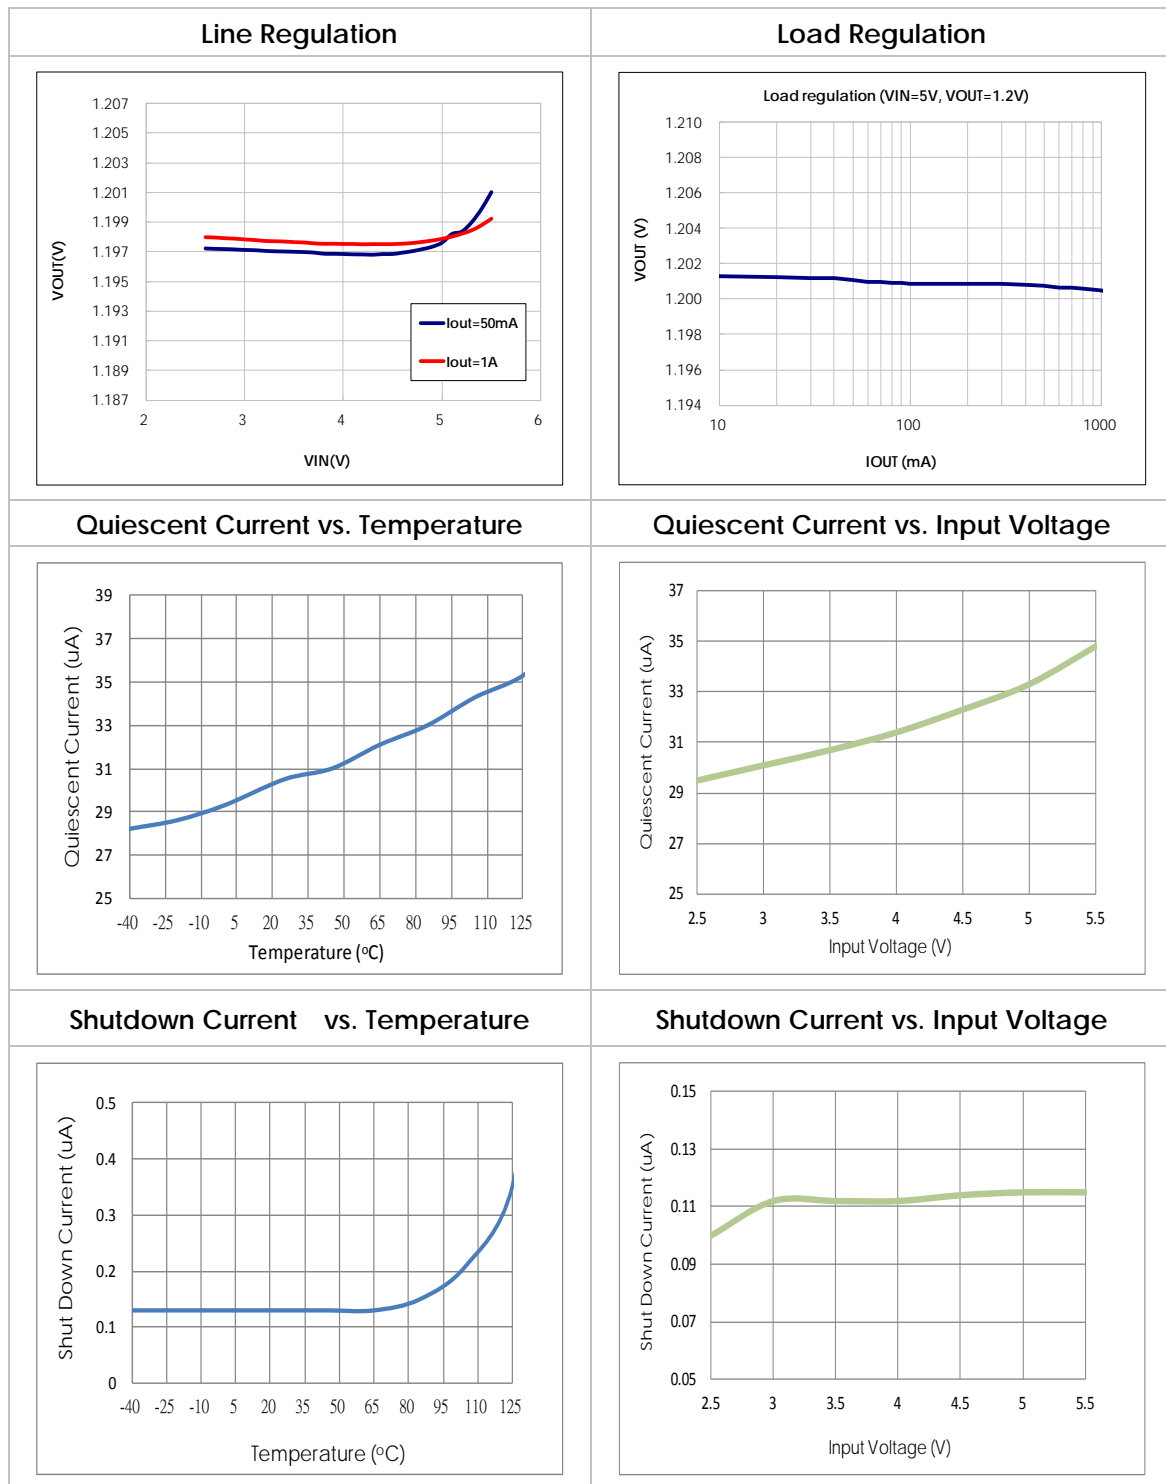 Line Regulation
Load Regulation
1.207
1.205
1.203
1.201
1.199
1.197
1.195
1.193
1.191
1.189
1.187
VOUT(V)
Iout=50mA
Iout=1A
2 3 4 5 6
VIN(V)
Load regulation (VIN=5V, VOUT=1.2V)
1.210
1.208
1.206
1.204
1.202
1.200
1.198
1.196
1.194
VOUT (V)
10 100 1000
IOUT (mA)
Quiescent Current vs. Temperature
Quiescent Current vs. Input Voltage
39
37
35
33
31
29
27
25
Quiescent Current (uA)
-40 -25 -10 5 20 35 50 65 80 95 110 125
Temperature (oC)
37
35
33
31
29
27
25
Quiescent Current (uA)
2.5 3 3.5 4 4.5 5 5.5
Input Voltage (V)
Shutdown Current vs. Temperature
Shutdown Current vs. Input Voltage
0.5
0.4
0.3
0.2
0.1
0
Shut Down Current (uA)
-40 -25 -10 5 20 35 50 65 80 95 110 125
Temperature (oC)
0.15
0.13
0.11
0.09
0.07
0.05
Shut Down Current (uA)
2.5 3 3.5 4 4.5 5 5.5
Input Voltage (V)